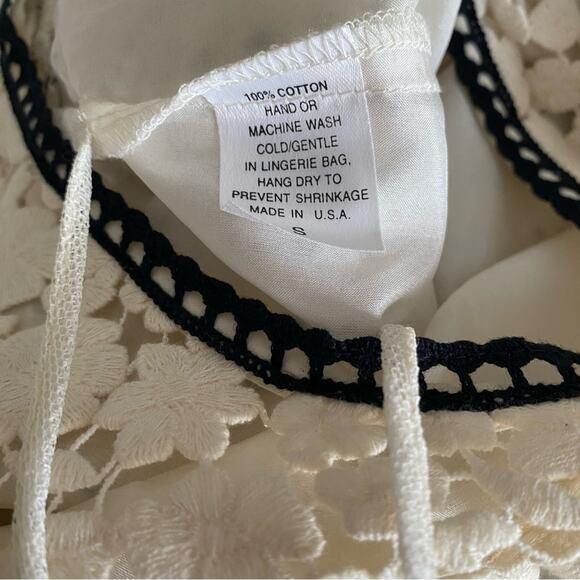 100% COTTON
HAND OR
MACHINE WASH
COLD/GENTLE
IN LINGERIE BAG,
HANG DRY TO
PREVENT SHRINKAGE
MADE IN U.S.A.
S